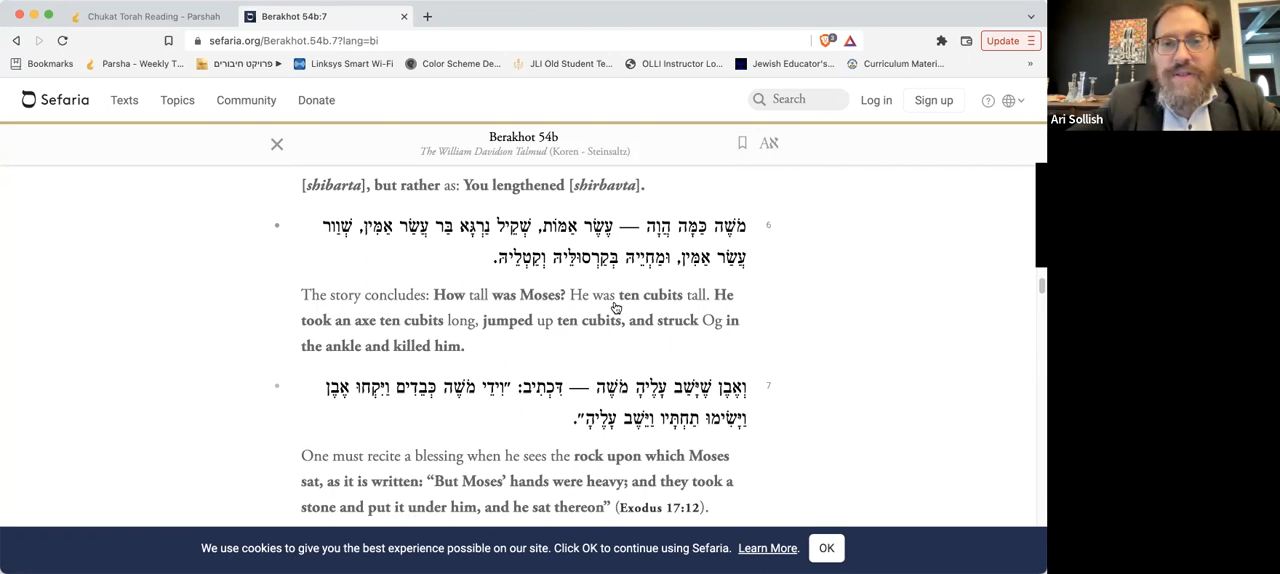 Chukat Torah Reading - Parshah
Berakhot 54b:7
sefaria.org/Berakhot.54b.7?lang=bi
Update
Bookmarks
Parsha - Weekly T...
פרויקט חיבורים
Linksys Smart Wi-Fi
Color Scheme De...
JLI Old Student Te...
OLLI Instructor Lo...
Jewish Educator's...
Curriculum Materi...
Sefaria
Texts
Topics
Community
Donate
Search
Log in
Sign up
Ari Sollish
Berakhot 54b
The William Davidson Talmud (Koren - Steinsaltz)
[shibarta], but rather as: You lengthened [shirbavta].
6
מֹשֶׁה כַּמָּה הֲוָה — עֶשֶׂר אַמּוֹת, שְׁקֵיל נַרְגָּא בַּר עֲשַׂר אַמִּין, שְׁוַור
עֲשַׂר אַמִּין, וּמַחְיֵיהּ בְּקַרְסוּלֵּיהּ וְקַטְלֵיהּ.
The story concludes: How tall was Moses? He was ten cubits tall. He
took an axe ten cubits long, jumped up ten cubits, and struck Og in
the ankle and killed him.
7
וְאֶבֶן שֶׁיָּשַׁב עָלֶיהָ מֹשֶׁה — דִּכְתִיב: ״וִידֵי מֹשֶׁה כְּבֵדִים וַיִּקְחוּ אֶבֶן
וַיָּשִׂימוּ תַחְתָּיו וַיֵּשֶׁב עָלֶיהָ״.
One must recite a blessing when he sees the rock upon which Moses
sat, as it is written: “But Moses’ hands were heavy; and they took a
stone and put it under him, and he sat thereon” (Exodus 17:12).
We use cookies to give you the best experience possible on our site. Click OK to continue using Sefaria. Learn More.
OK